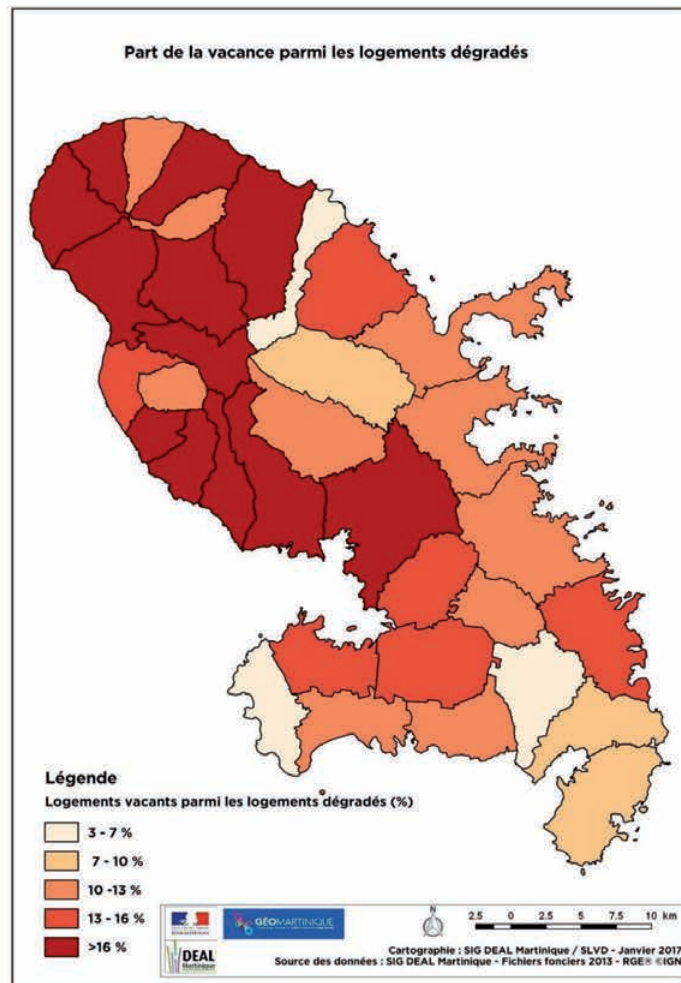 Part de la vacance parmi les logements dégradés
Légende
Logements vacants parmi les logements dégradés (%)
3 - 7 %
7 - 10 %
10 -13 %
13 - 16 %
>16 %
GÉOMARTINIQUE
DEAL
Martinique
N
2.5 0 2.5 5 7.5 10 km
Cartographie : SIG DEAL Martinique / SLVD - Janvier 2017
Source des données : SIG DEAL Martinique - Fichiers fonciers 2013 - RGE® ©IGN